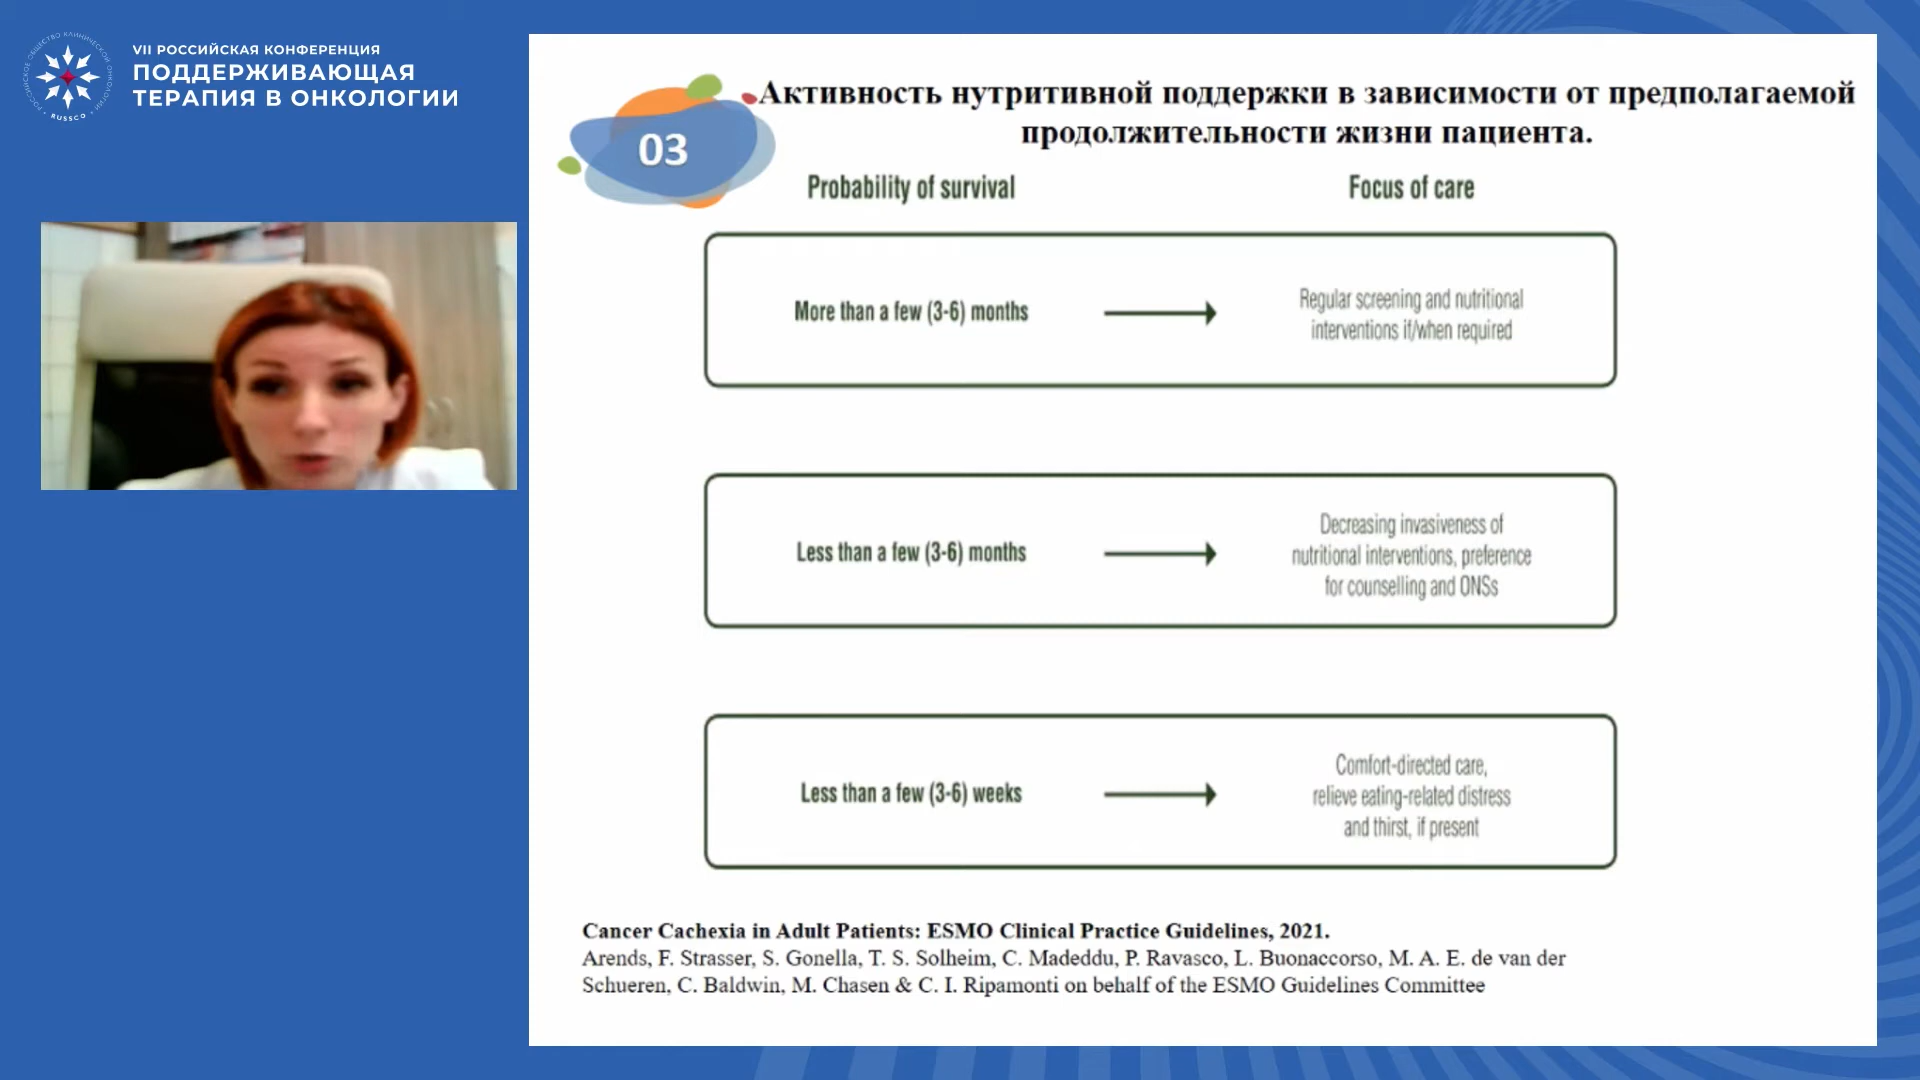 VII РОССИЙСКАЯ КОНФЕРЕНЦИЯ
ПОДДЕРЖИВАЮЩАЯ
ТЕРАПИЯ В ОНКОЛОГИИ
РОССИЙСКОЕ ОБЩЕСТВО КЛИНИЧЕСКОЙ ОНКОЛОГИИ
RUSSCO
03
Активность нутритивной поддержки в зависимости от предполагаемой
продолжительности жизни пациента.
Probability of survival
Focus of care
More than a few (3-6) months
Regular screening and nutritional
interventions if/when required
Less than a few (3-6) months
Decreasing invasiveness of
nutritional interventions, preference
for counselling and ONSs
Less than a few (3-6) weeks
Comfort-directed care,
relieve eating-related distress
and thirst, if present
Cancer Cachexia in Adult Patients: ESMO Clinical Practice Guidelines, 2021.
Arends, F. Strasser, S. Gonella, T. S. Solheim, C. Madeddu, P. Ravasco, L. Buonaccorso, M. A. E. de van der
Schueren, C. Baldwin, M. Chasen & C. I. Ripamonti on behalf of the ESMO Guidelines Committee